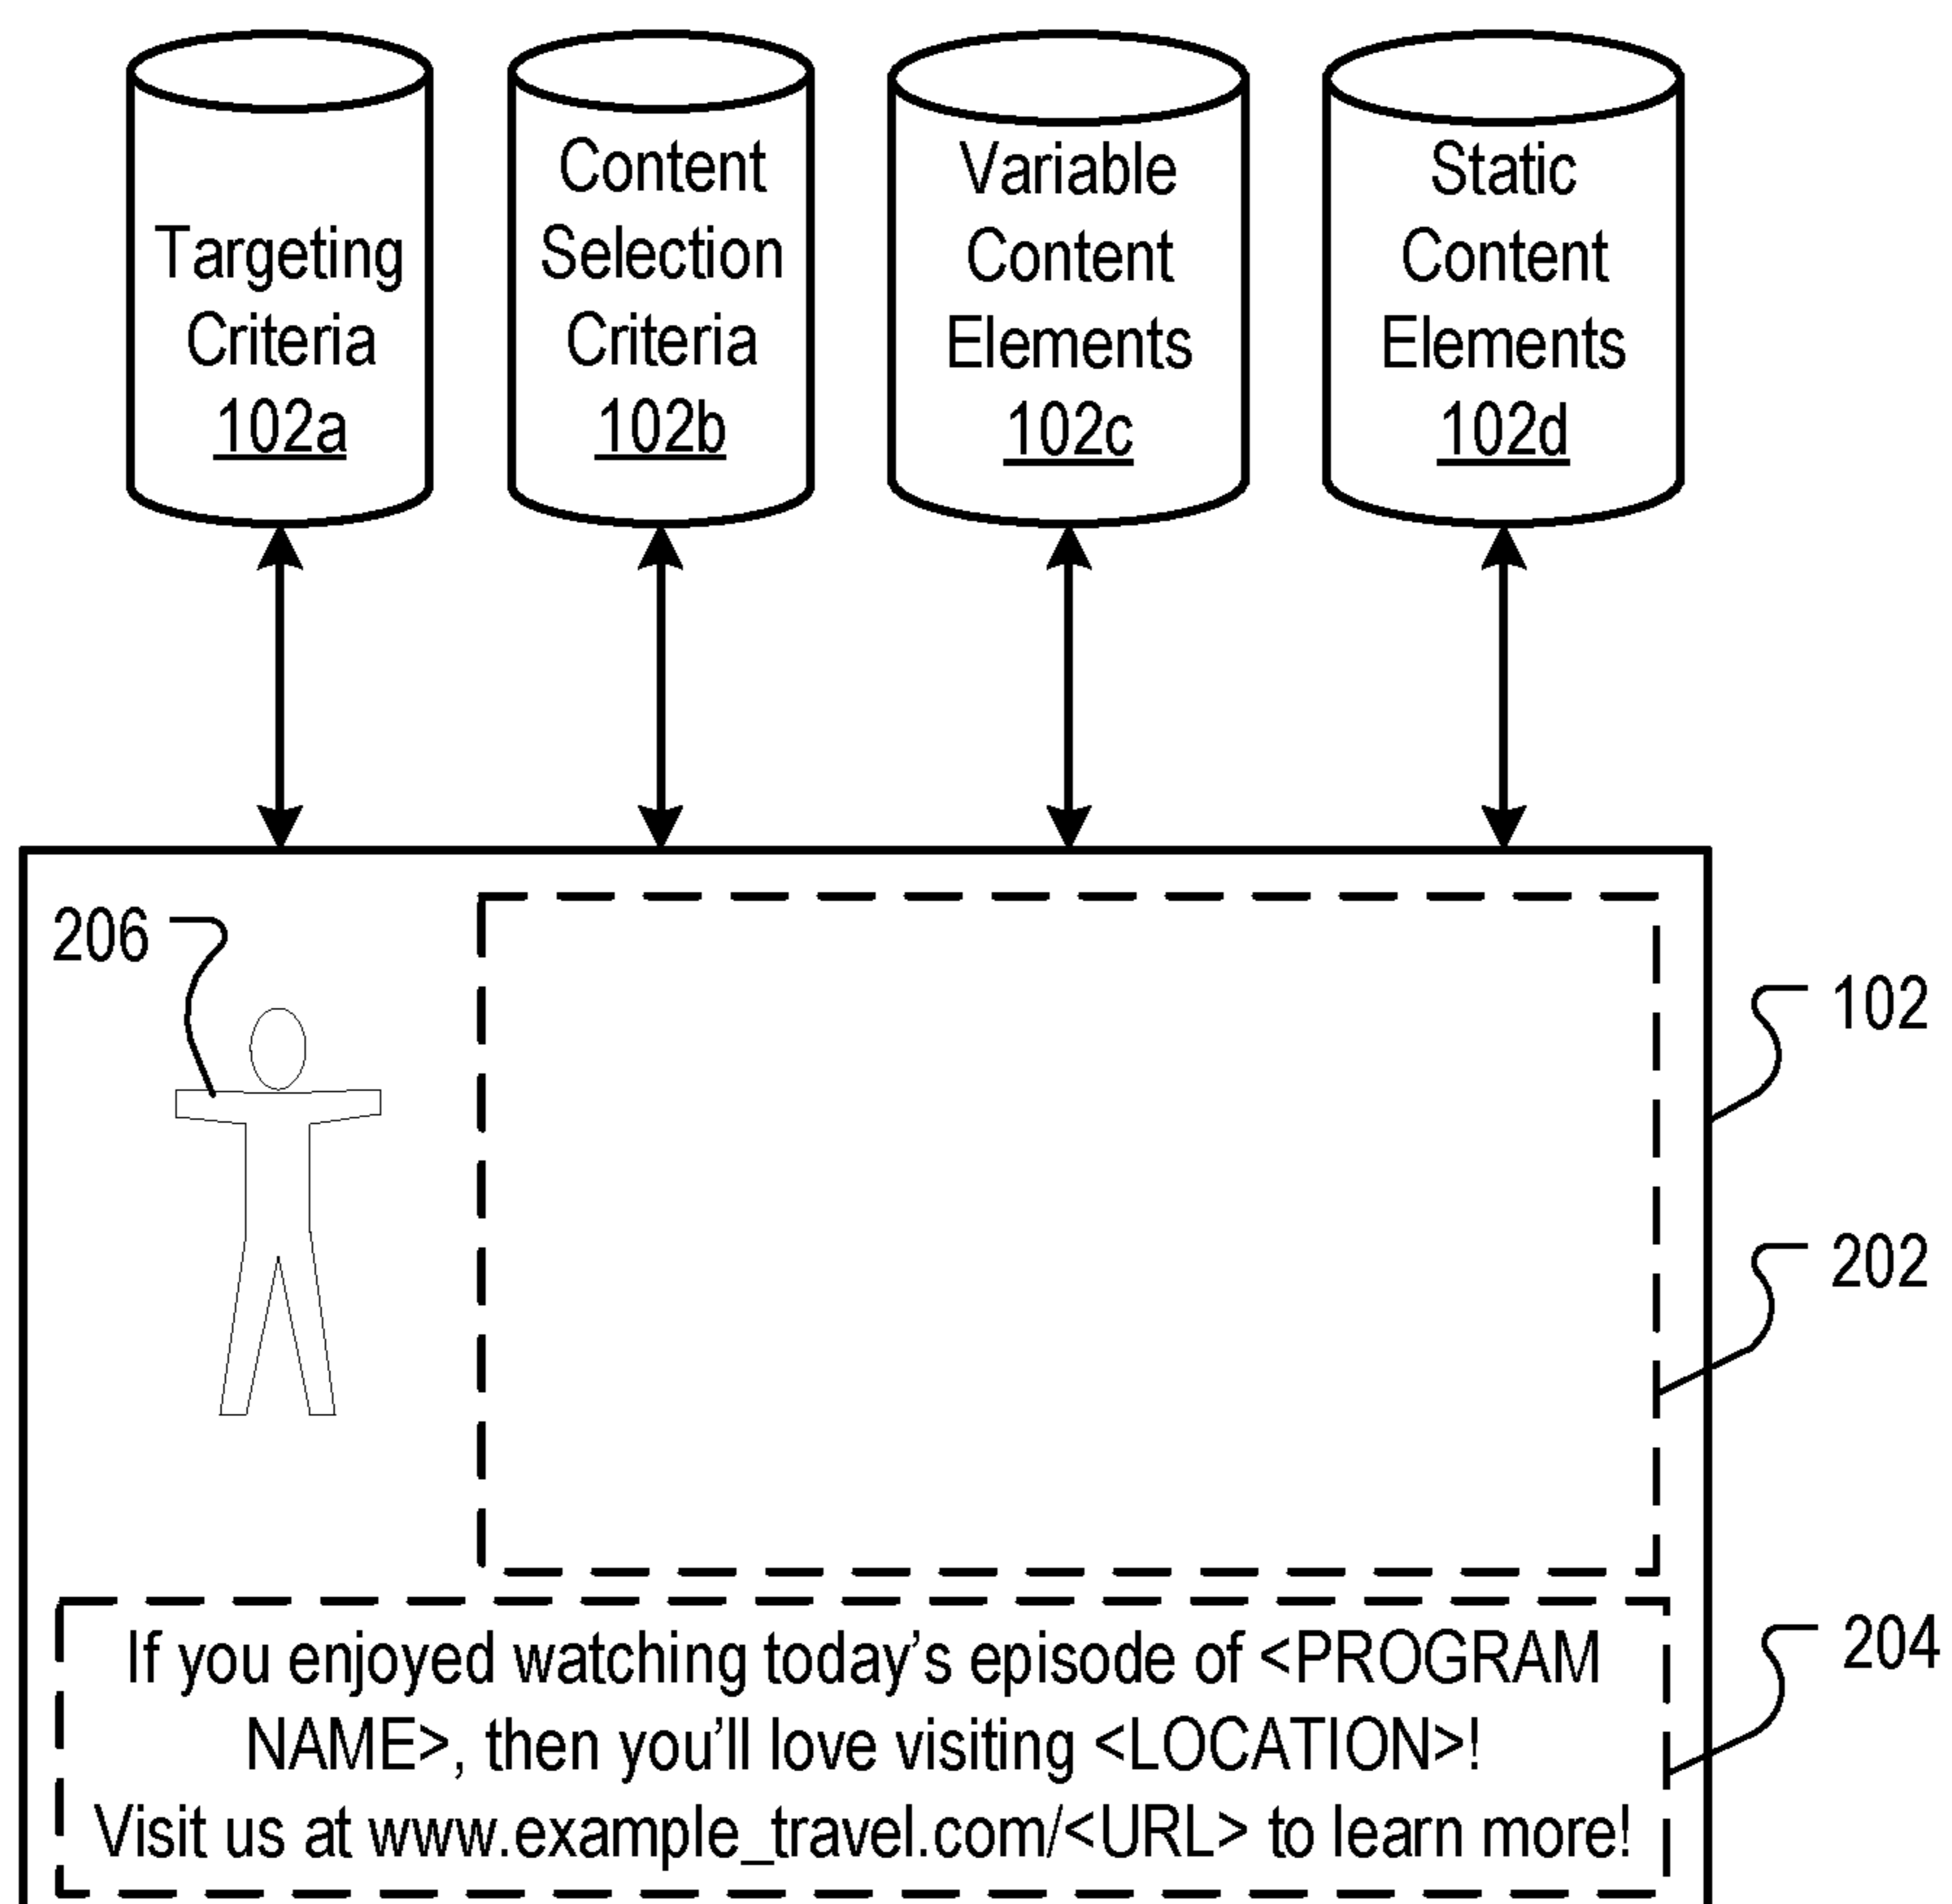 Targeting
Criteria
102a
Content
Selection
Criteria
102b
Variable
Content
Elements
102c
Static
Content
Elements
102d
206
102
202
204
If you enjoyed watching today's episode of <PROGRAM
NAME>, then you'll love visiting <LOCATION>!
Visit us at www.example_travel.com/<URL> to learn more!